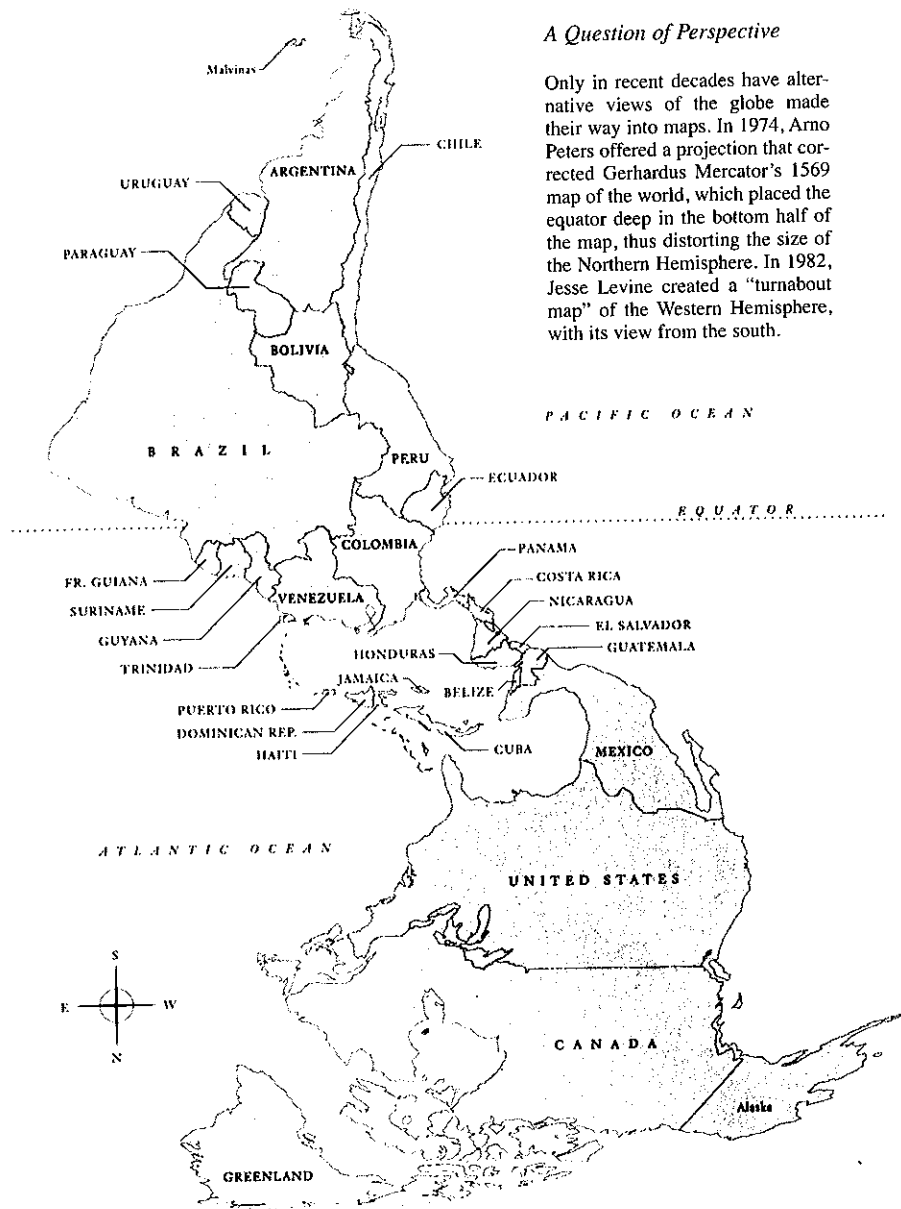 A Question of Perspective
Only in recent decades have alter-
native views of the globe made
their way into maps. In 1974, Arno
Peters offered a projection that cor-
rected Gerhardus Mercator's 1569
map of the world, which placed the
equator deep in the bottom half of
the map, thus distorting the size of
the Northern Hemisphere. In 1982,
Jesse Levine created a "turnabout
map" of the Western Hemisphere,
with its view from the south.
Malvinas
CHILE
ARGENTINA
URUGUAY
PARAGUAY
BOLIVIA
PACIFIC OCEAN
BRAZIL
PERU
ECUADOR
EQUATOR
COLOMBIA
PANAMA
FR. GUIANA
COSTA RICA
VENEZUELA
NICARAGUA
SURINAME
EL SALVADOR
GUYANA
GUATEMALA
HONDURAS
TRINIDAD
JAMAICA
BELIZE
PUERTO RICO
DOMINICAN REP.
HAITI
CUBA
MEXICO
ATLANTIC OCEAN
UNITED STATES
S
E
W
N
CANADA
Alaska
GREENLAND